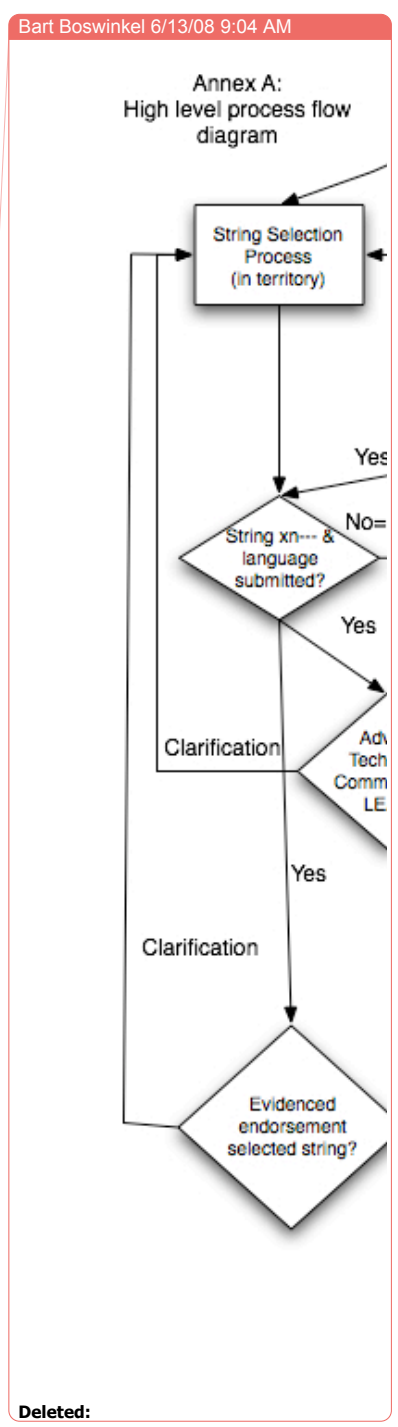 Bart Boswinkel 6/13/08 9:04 AM
Annex A:
High level process flow
diagram
String Selection
Process
(in territory)
Yes
No=
String xn--- &
language
submitted?
Yes
Clarification
Yes
Clarification
Evidenced
endorsement
selected string?
Deleted: